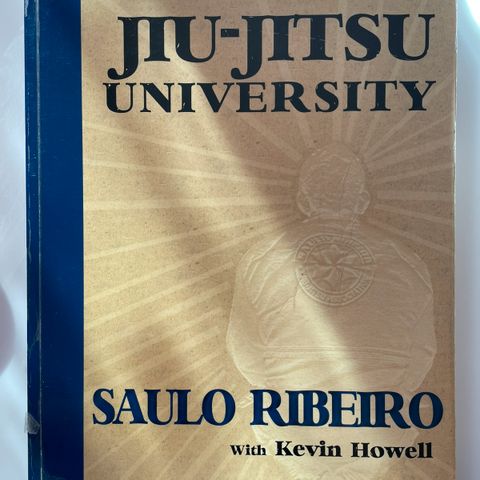 JIU-JITSU
UNIVERSITY
SAULO RIBEIRO
With Kevin Howell